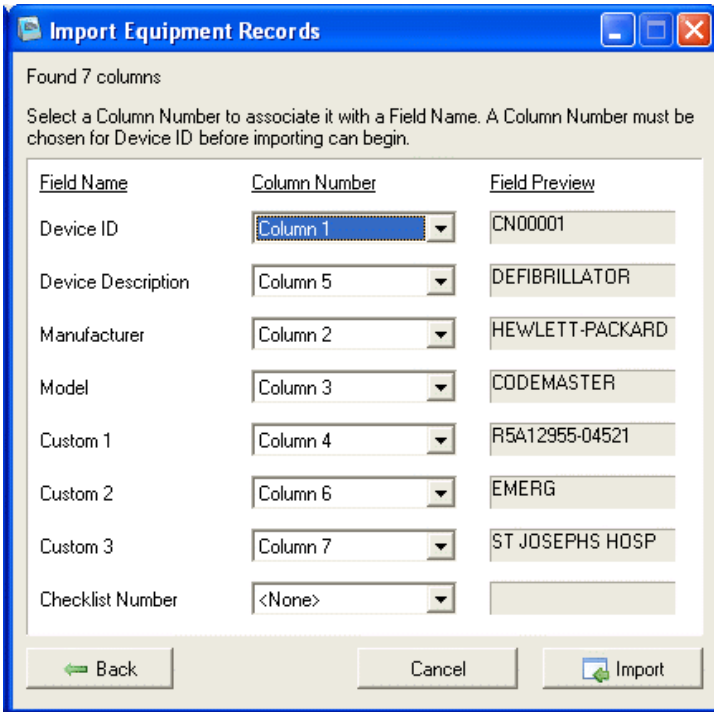 Import Equipment Records
Found 7 columns
Select a Column Number to associate it with a Field Name. A Column Number must be
chosen for Device ID before importing can begin.
Field Name Column Number Field Preview
Device ID Column 1 CN00001
Device Description Column 5 DEFIBRILLATOR
Manufacturer Column 2 HEWLETT-PACKARD
Model Column 3 CODEMASTER
Custom 1 Column 4 R5A12955-04521
Custom 2 Column 6 EMERG
Custom 3 Column 7 ST JOSEPHS HOSP
Checklist Number <None>
Back Cancel Import